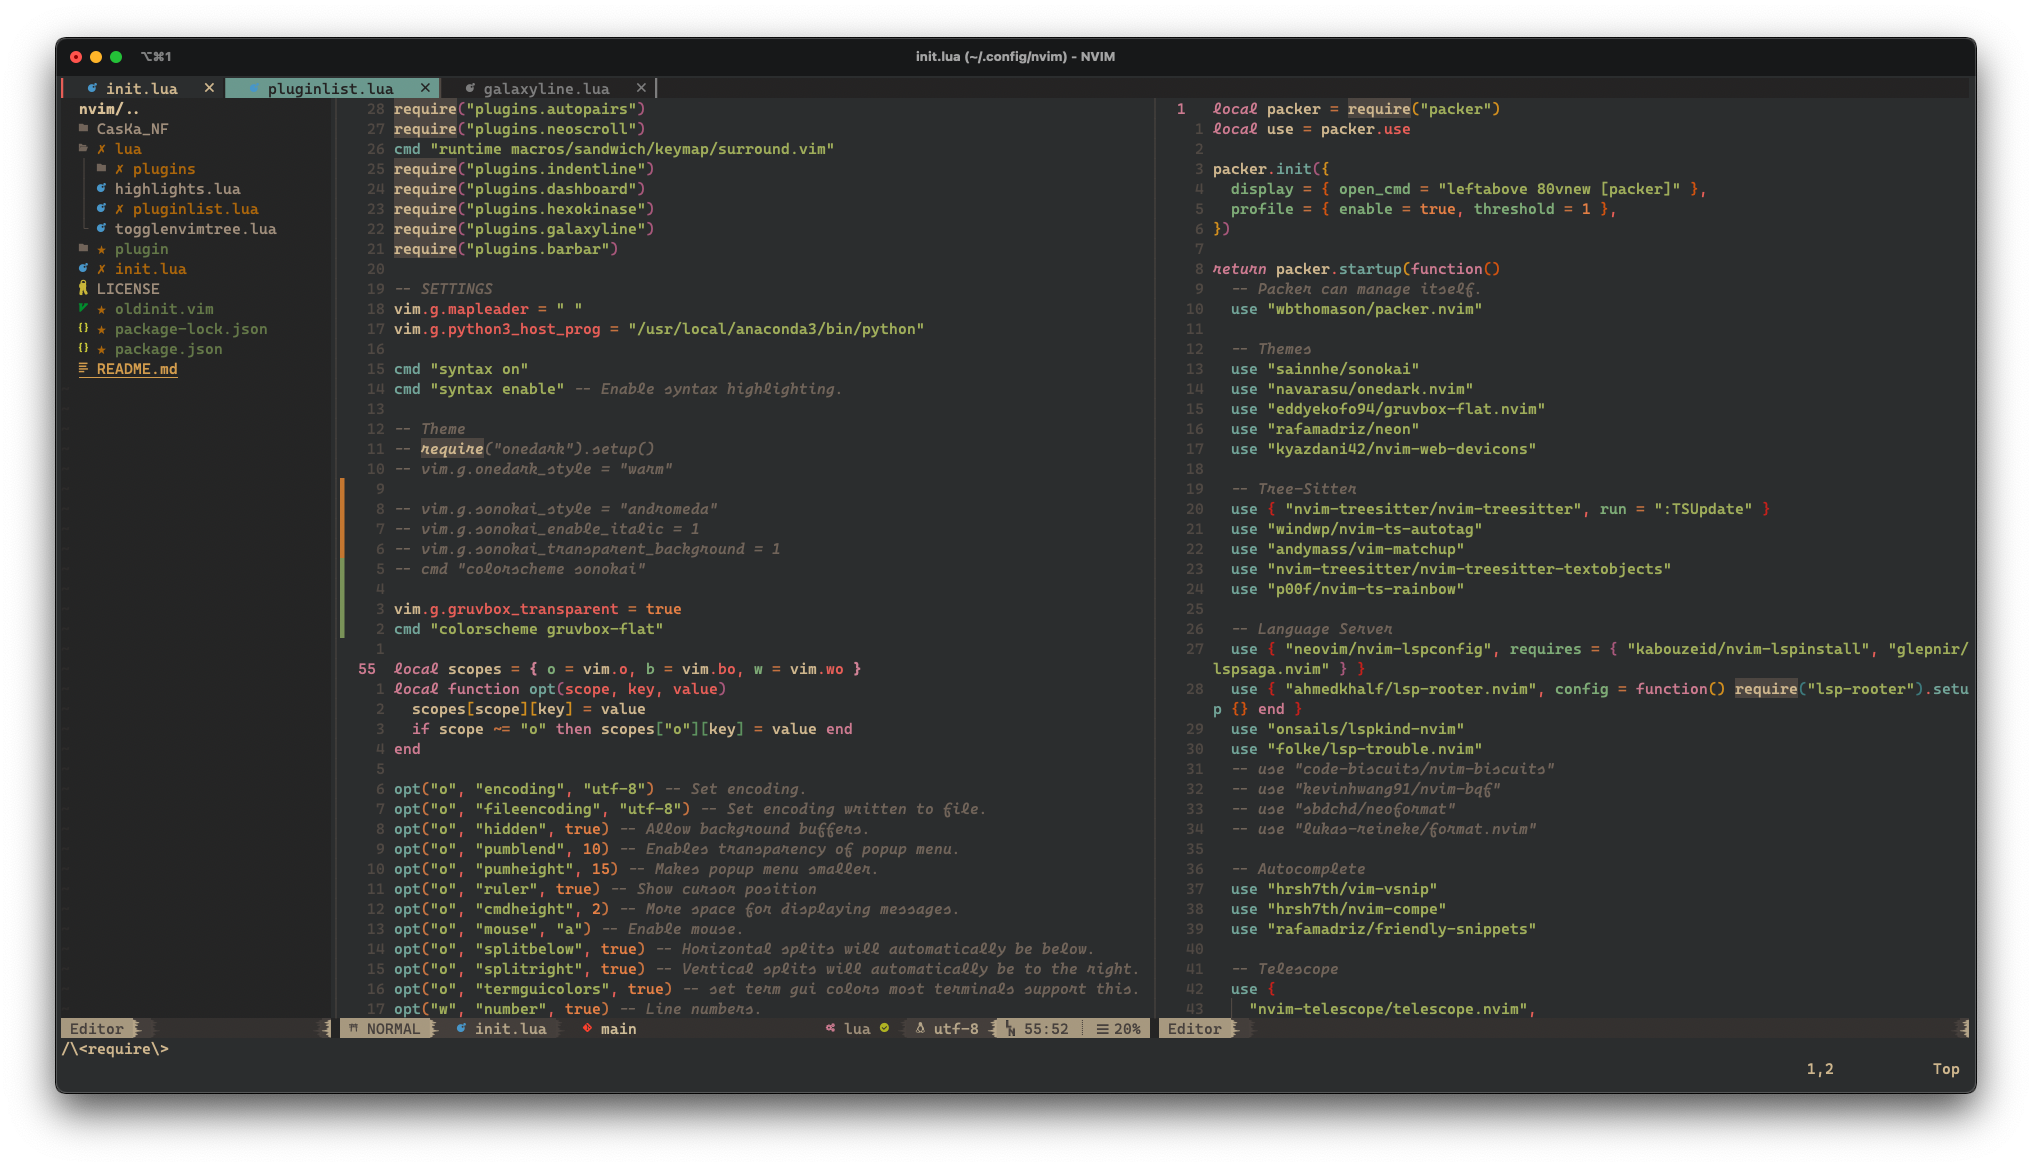 ⌥⌘1
init.lua (~/.config/nvim) - NVIM
init.lua ✕ pluginlist.lua ✕ galaxyline.lua ✕
nvim/..
CasKa_NF
✗ lua
✗ plugins
highlights.lua
✗ pluginlist.lua
togglenvimtree.lua
★ plugin
✗ init.lua
LICENSE
★ oldinit.vim
{} ★ package-lock.json
{} ★ package.json
README.md
28 require("plugins.autopairs")
27 require("plugins.neoscroll")
26 cmd "runtime macros/sandwich/keymap/surround.vim"
25 require("plugins.indentline")
24 require("plugins.dashboard")
23 require("plugins.hexokinase")
22 require("plugins.galaxyline")
21 require("plugins.barbar")
20
19 -- SETTINGS
18 vim.g.mapleader = " "
17 vim.g.python3_host_prog = "/usr/local/anaconda3/bin/python"
16
15 cmd "syntax on"
14 cmd "syntax enable" -- Enable syntax highlighting.
13
12 -- Theme
11 -- require("onedark").setup()
10 -- vim.g.onedark_style = "warm"
9
8 -- vim.g.sonokai_style = "andromeda"
7 -- vim.g.sonokai_enable_italic = 1
6 -- vim.g.sonokai_transparent_background = 1
5 -- cmd "colorscheme sonokai"
4
3 vim.g.gruvbox_transparent = true
2 cmd "colorscheme gruvbox-flat"
1
55 local scopes = { o = vim.o, b = vim.bo, w = vim.wo }
1 local function opt(scope, key, value)
2 scopes[scope][key] = value
3 if scope ~= "o" then scopes["o"][key] = value end
4 end
5
6 opt("o", "encoding", "utf-8") -- Set encoding.
7 opt("o", "fileencoding", "utf-8") -- Set encoding written to file.
8 opt("o", "hidden", true) -- Allow background buffers.
9 opt("o", "pumblend", 10) -- Enables transparency of popup menu.
10 opt("o", "pumheight", 15) -- Makes popup menu smaller.
11 opt("o", "ruler", true) -- Show cursor position
12 opt("o", "cmdheight", 2) -- More space for displaying messages.
13 opt("o", "mouse", "a") -- Enable mouse.
14 opt("o", "splitbelow", true) -- Horizontal splits will automatically be below.
15 opt("o", "splitright", true) -- Vertical splits will automatically be to the right.
16 opt("o", "termguicolors", true) -- set term gui colors most terminals support this.
17 opt("w", "number", true) -- Line numbers.
1 local packer = require("packer")
1 local use = packer.use
2
3 packer.init({
4 display = { open_cmd = "leftabove 80vnew [packer]" },
5 profile = { enable = true, threshold = 1 },
6 })
7
8 return packer.startup(function()
9 -- Packer can manage itself.
10 use "wbthomason/packer.nvim"
11
12 -- Themes
13 use "sainnhe/sonokai"
14 use "navarasu/onedark.nvim"
15 use "eddyekofo94/gruvbox-flat.nvim"
16 use "rafamadriz/neon"
17 use "kyazdani42/nvim-web-devicons"
18
19 -- Tree-Sitter
20 use { "nvim-treesitter/nvim-treesitter", run = ":TSUpdate" }
21 use "windwp/nvim-ts-autotag"
22 use "andymass/vim-matchup"
23 use "nvim-treesitter/nvim-treesitter-textobjects"
24 use "p00f/nvim-ts-rainbow"
25
26 -- Language Server
27 use { "neovim/nvim-lspconfig", requires = { "kabouzeid/nvim-lspinstall", "glepnir/
lspsaga.nvim" } }
28 use { "ahmedkhalf/lsp-rooter.nvim", config = function() require("lsp-rooter").setu
p {} end }
29 use "onsails/lspkind-nvim"
30 use "folke/lsp-trouble.nvim"
31 -- use "code-biscuits/nvim-biscuits"
32 -- use "kevinhwang91/nvim-bqf"
33 -- use "sbdchd/neoformat"
34 -- use "lukas-reineke/format.nvim"
35
36 -- Autocomplete
37 use "hrsh7th/vim-vsnip"
38 use "hrsh7th/nvim-compe"
39 use "rafamadriz/friendly-snippets"
40
41 -- Telescope
42 use {
43 "nvim-telescope/telescope.nvim",
Editor
NORMAL init.lua main lua utf-8 LN 55:52 20%
Editor
/\<require\>
1,2 Top